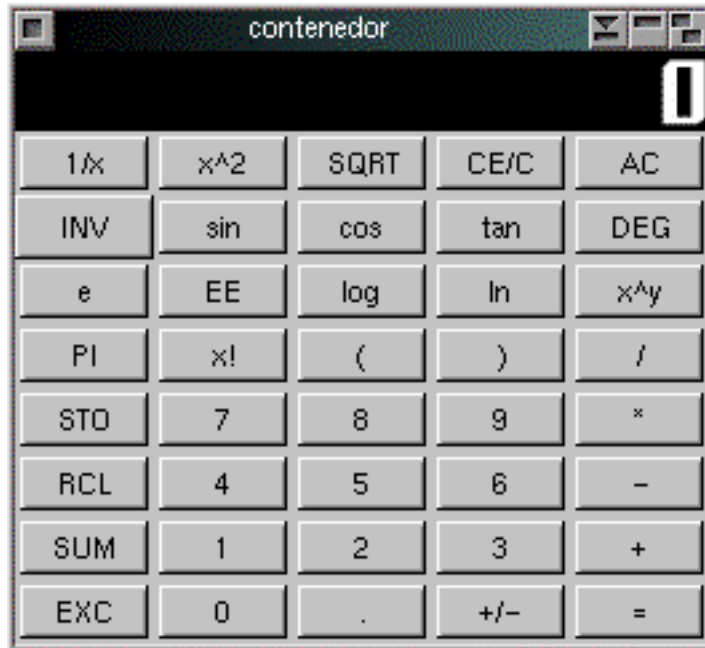 contenedor
0
1/x x^2 SQRT CE/C AC
INV sin cos tan DEG
e EE log ln x^y
PI x! ( ) /
STO 7 8 9 *
RCL 4 5 6 -
SUM 1 2 3 +
EXC 0 . +/- =